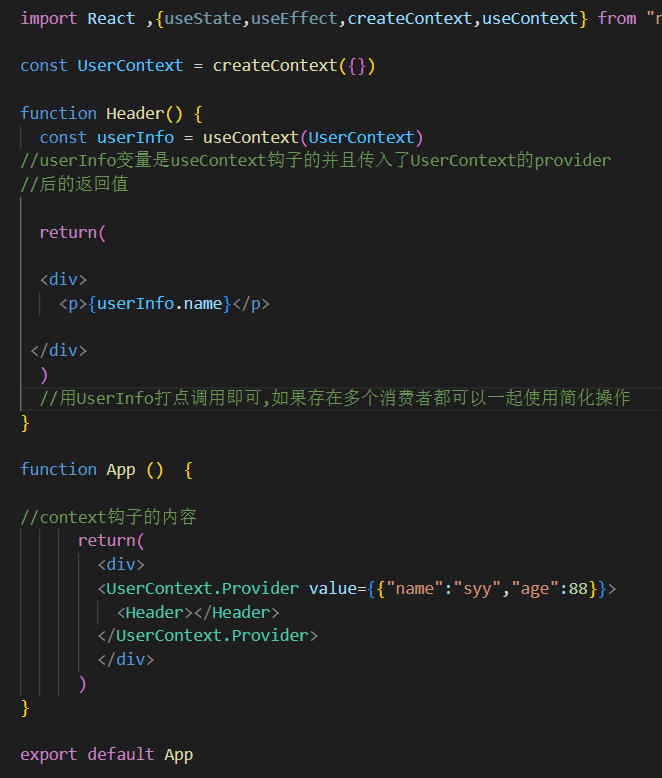 import React ,{useState,useEffect,createContext,useContext} from "r
const UserContext = createContext({})
function Header() {
const userInfo = useContext(UserContext)
//userInfo变量是useContext钩子的并且传入了UserContext的provider
//后的返回值
return(
<div>
<p>{userInfo.name}</p>
</div>
)
//用UserInfo打点调用即可,如果存在多个消费者都可以一起使用简化操作
}
function App () {
//context钩子的内容
return(
<div>
<UserContext.Provider value={{"name":"syy","age":88}}>
<Header></Header>
</UserContext.Provider>
</div>
)
}
export default App